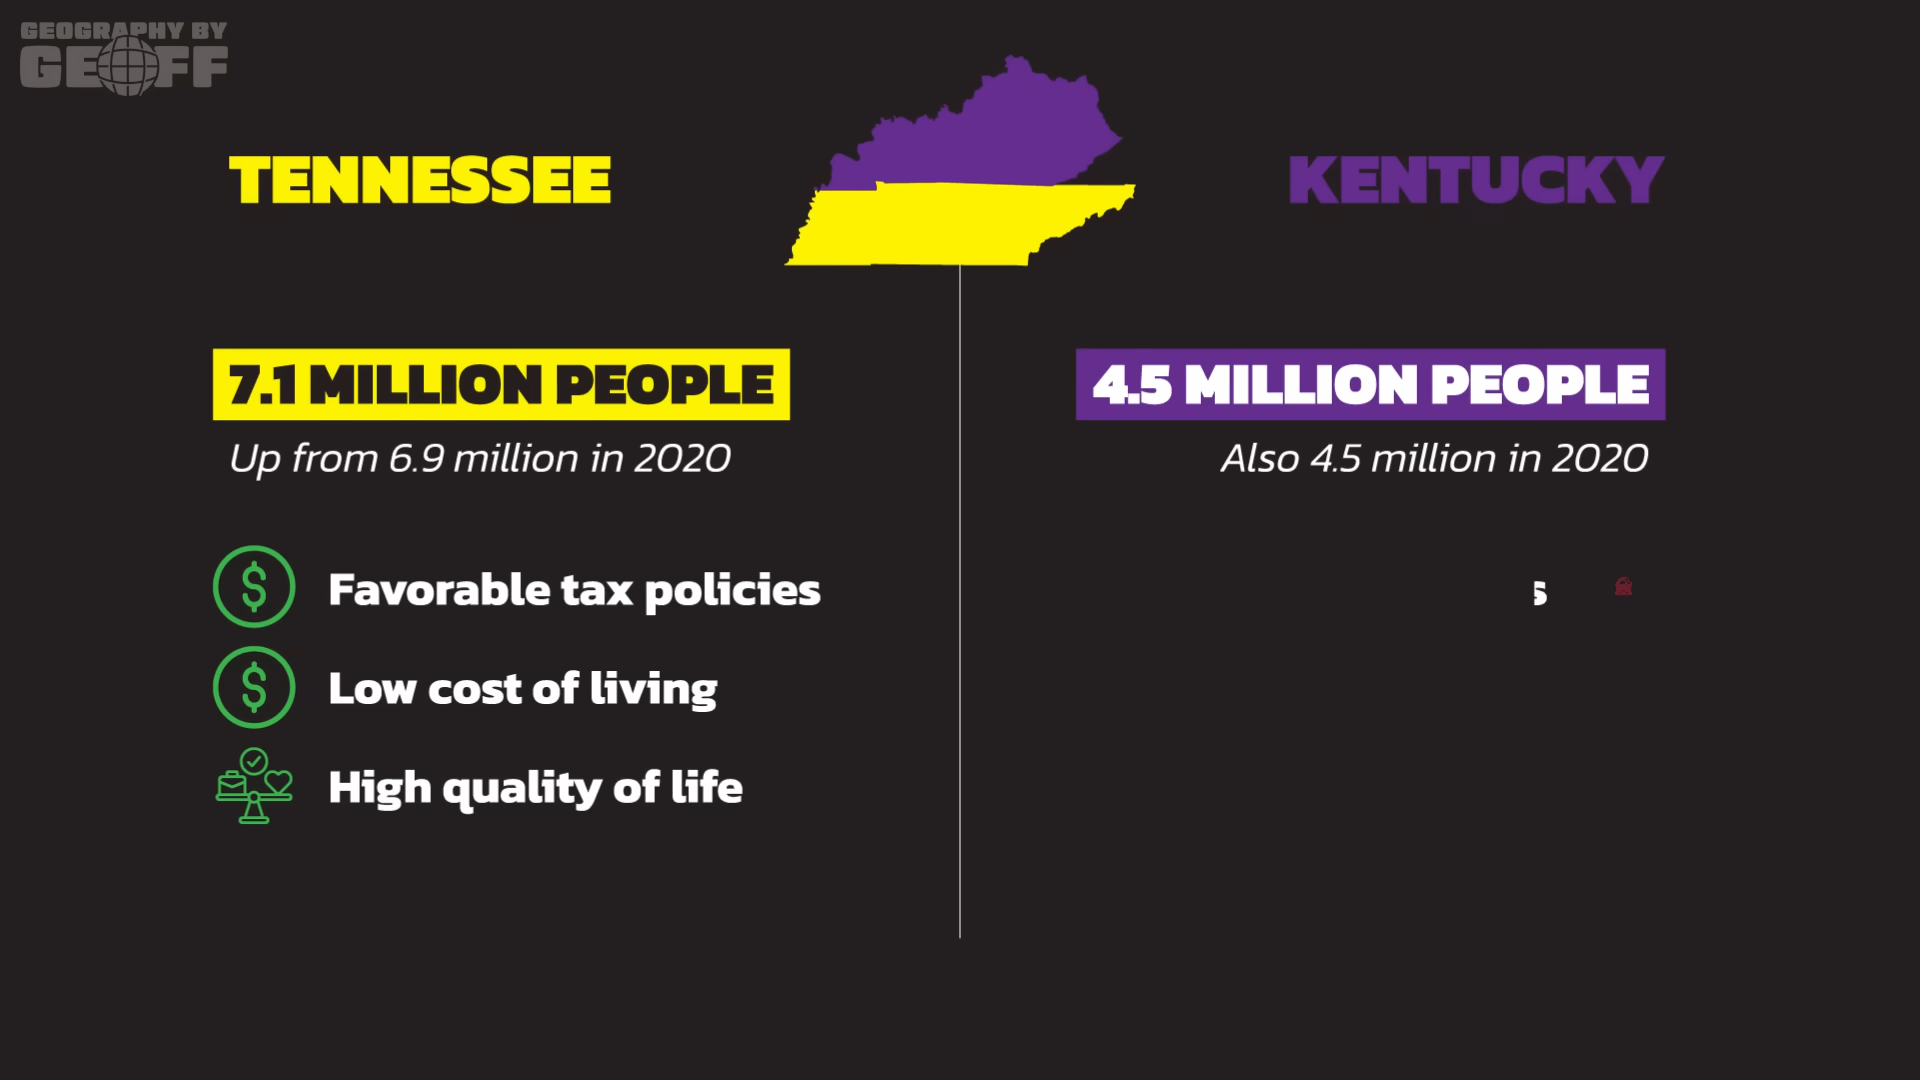 GEOGRAPHY BY
GEOFF
TENNESSEE
KENTUCKY
7.1 MILLION PEOPLE
Up from 6.9 million in 2020
4.5 MILLION PEOPLE
Also 4.5 million in 2020
Favorable tax policies
Low cost of living
High quality of life